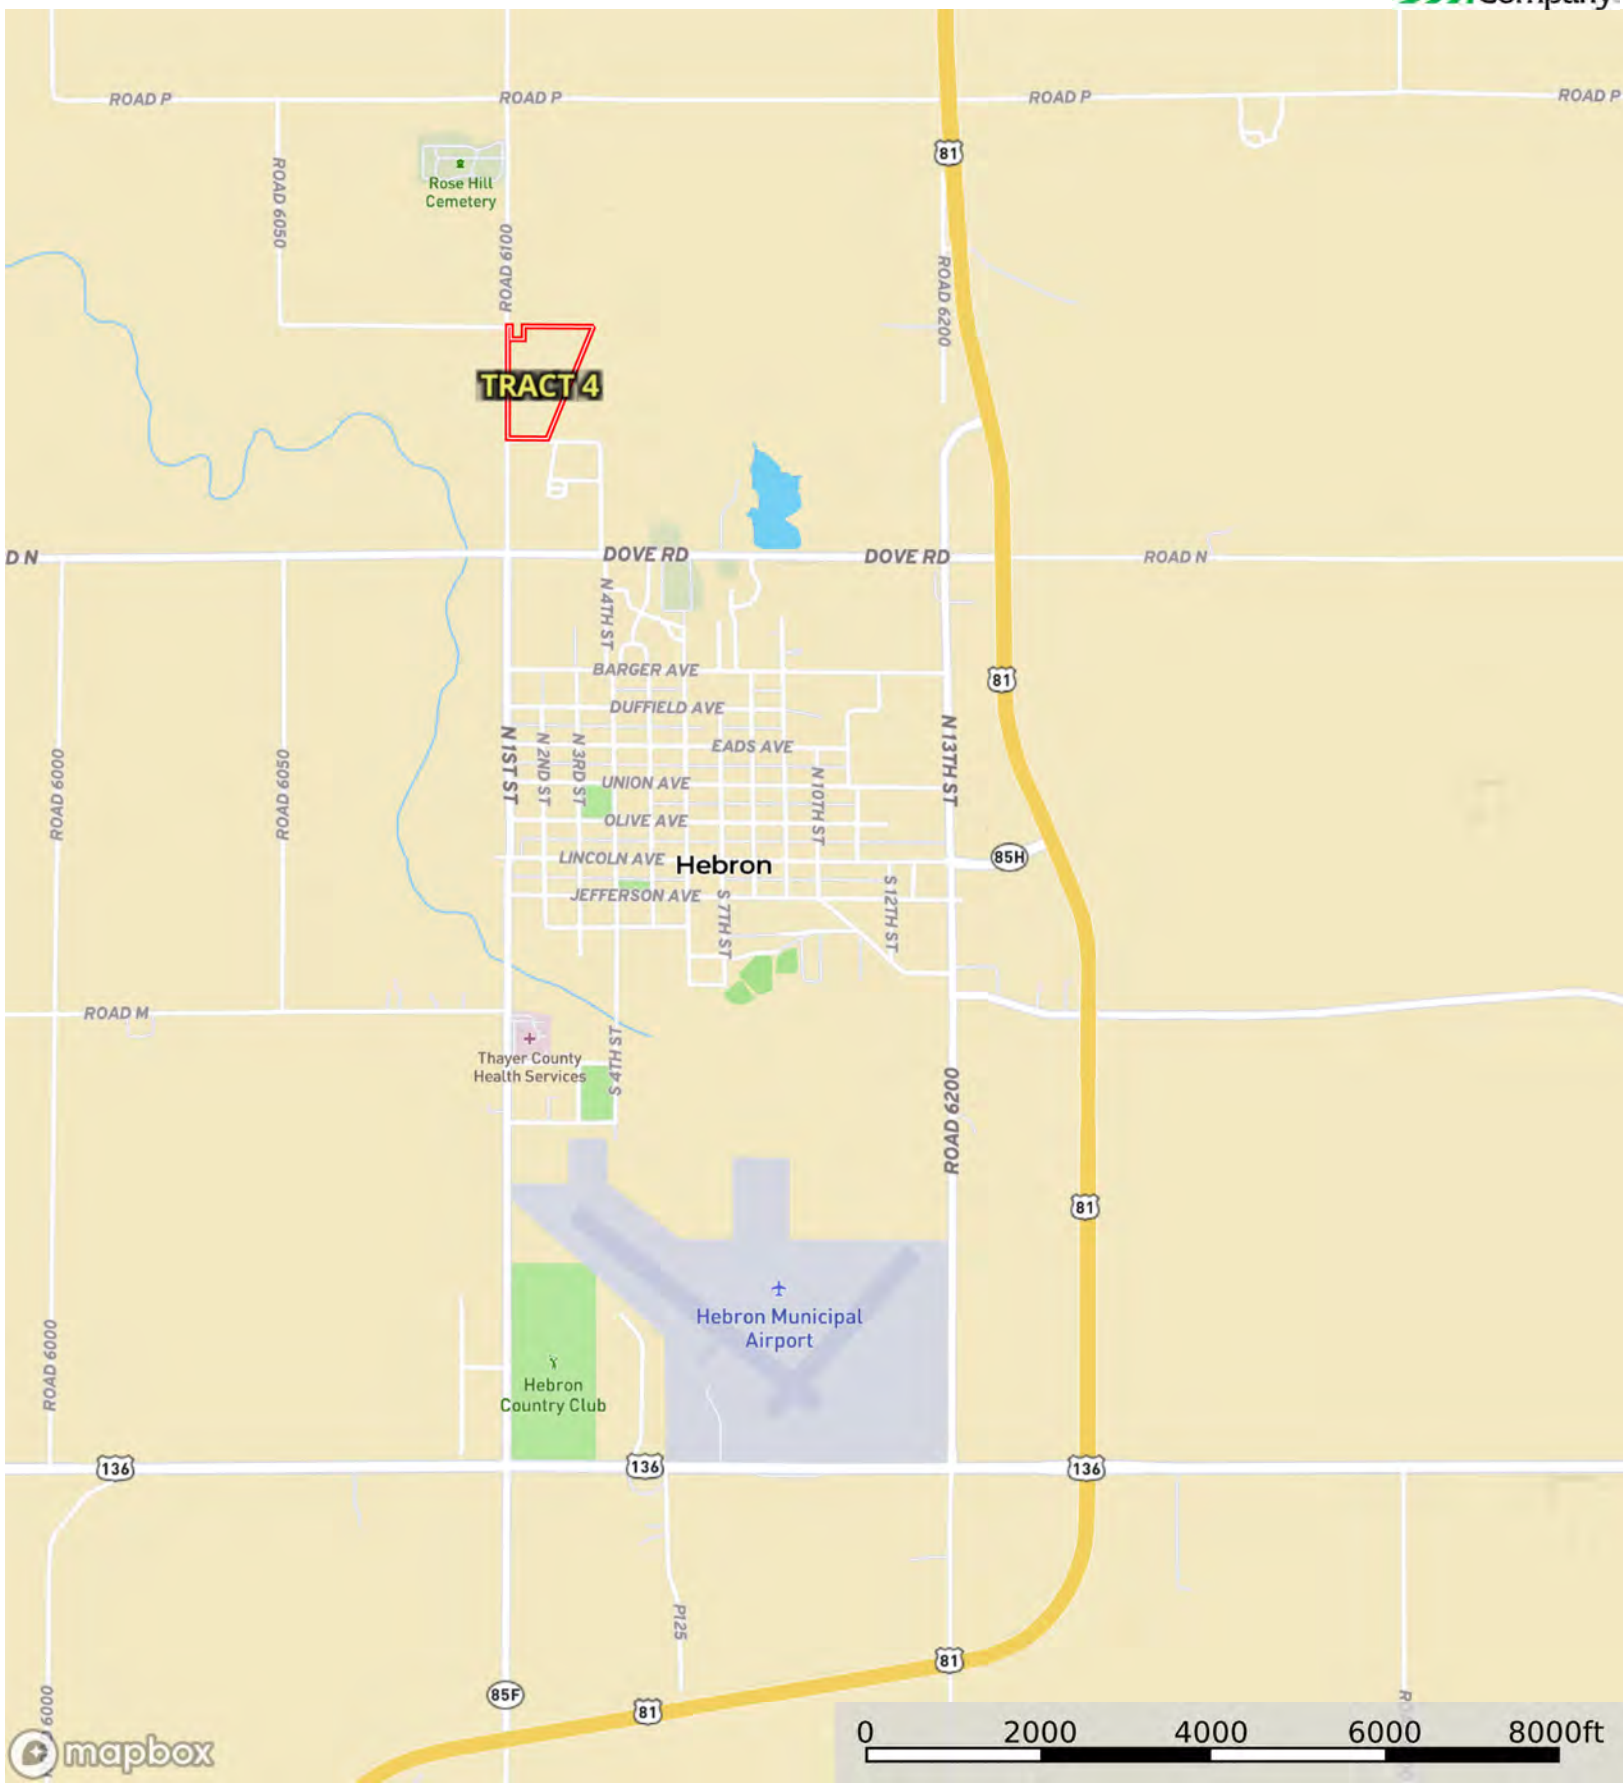 Company
ROAD P
ROAD P
ROAD P
ROAD P
81
ROAD 6050
Rose Hill
Cemetery
ROAD 6100
ROAD 6200
TRACT 4
D N
DOVE RD
DOVE RD
ROAD N
N 4TH ST
BARGER AVE
81
DUFFIELD AVE
N 1ST ST
N 2ND ST
N 3RD ST
EADS AVE
N 13TH ST
ROAD 6000
ROAD 6050
UNION AVE
N 10TH ST
OLIVE AVE
LINCOLN AVE
Hebron
85H
JEFFERSON AVE
S 7TH ST
S 12TH ST
ROAD M
Thayer County
Health Services
S 4TH ST
ROAD 6200
81
Hebron Municipal
Airport
ROAD 6000
Hebron
Country Club
136
136
136
P125
81
85F
81
6000
mapbox
0 2000 4000 6000 8000ft